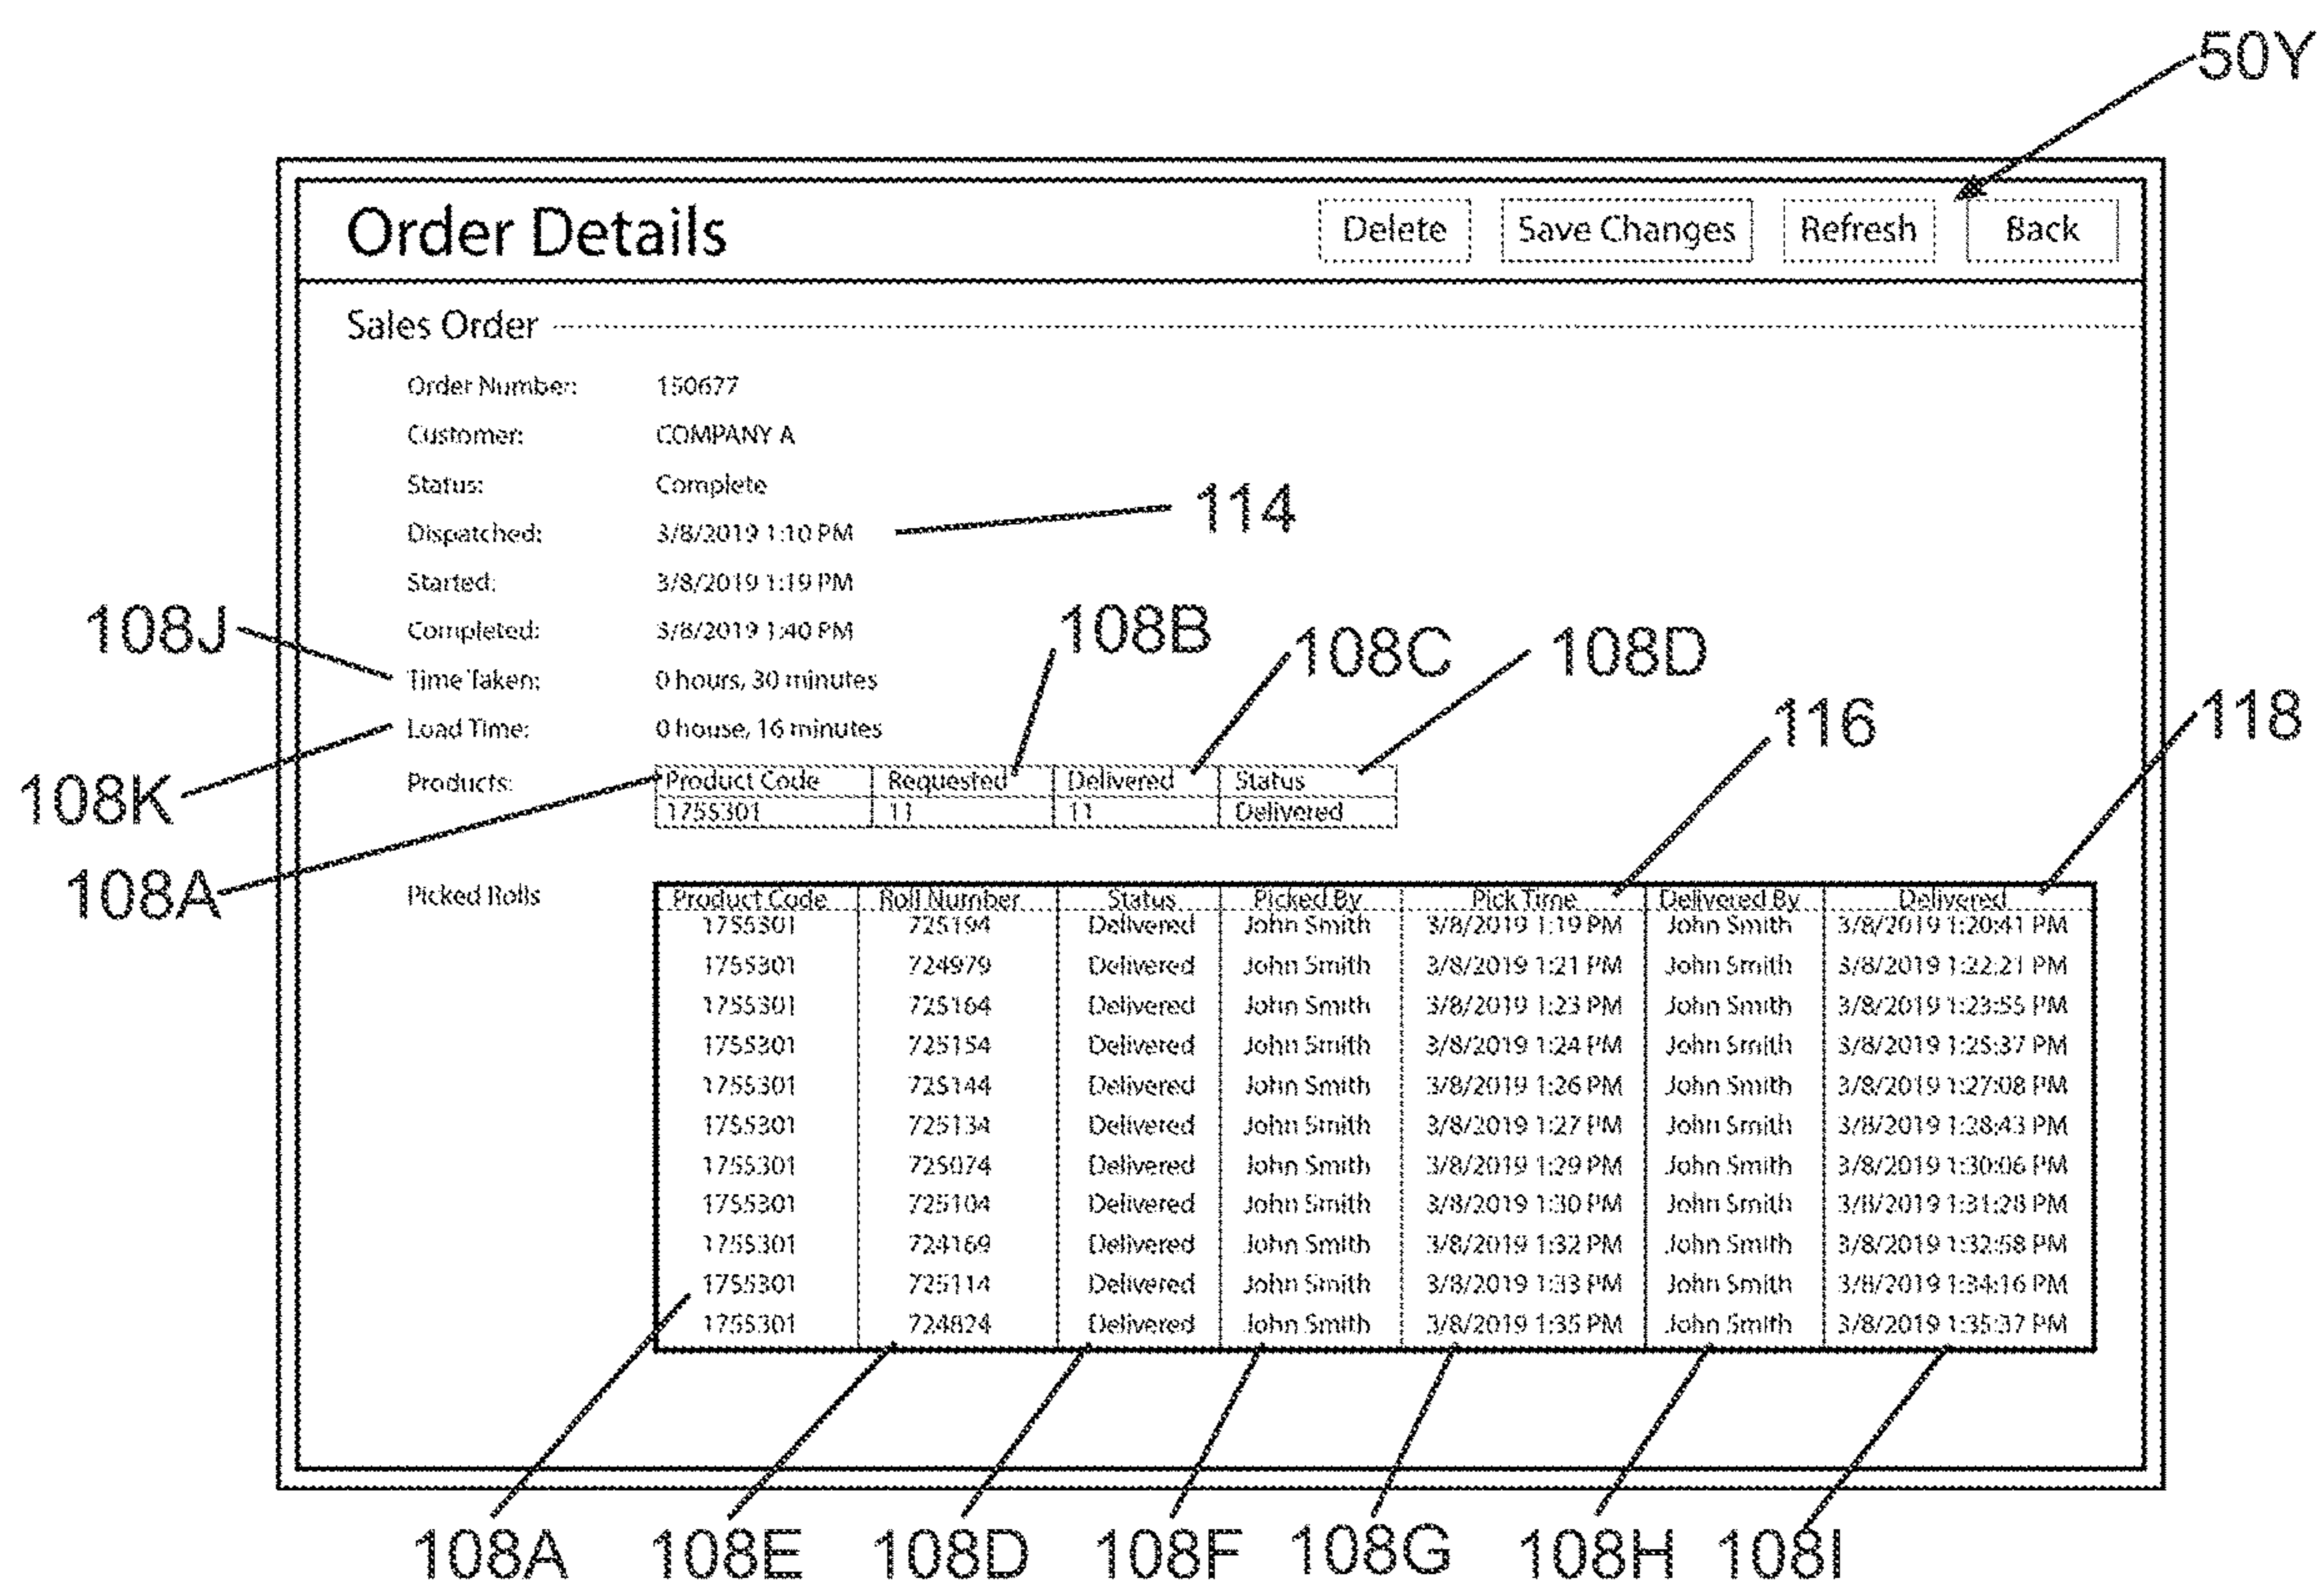 50Y
Order Details Delete Save Changes Refresh Back
Sales Order
Order Number: 150677
Customer: COMPANY A
Status: Complete
Dispatched: 3/8/2019 1:10 PM 114
Started: 3/8/2019 1:19 PM
108J Completed: 3/8/2019 1:40 PM 108B 108C 108D
Time Taken: 0 hours, 30 minutes
116 118
Load Time: 0 house, 16 minutes
108K Products: Product Code Requested Delivered Status
1755301 11 11 Delivered
108A Picked Rolls Product Code Roll Number Status Picked By Pick Time Delivered By Delivered
1755301 725194 Delivered John Smith 3/8/2019 1:19 PM John Smith 3/8/2019 1:20:41 PM
1755301 724979 Delivered John Smith 3/8/2019 1:21 PM John Smith 3/8/2019 1:22:21 PM
1755301 725164 Delivered John Smith 3/8/2019 1:23 PM John Smith 3/8/2019 1:23:55 PM
1755301 725154 Delivered John Smith 3/8/2019 1:24 PM John Smith 3/8/2019 1:25:37 PM
1755301 725144 Delivered John Smith 3/8/2019 1:26 PM John Smith 3/8/2019 1:27:08 PM
1755301 725134 Delivered John Smith 3/8/2019 1:27 PM John Smith 3/8/2019 1:28:43 PM
1755301 725074 Delivered John Smith 3/8/2019 1:29 PM John Smith 3/8/2019 1:30:06 PM
1755301 725104 Delivered John Smith 3/8/2019 1:30 PM John Smith 3/8/2019 1:31:28 PM
1755301 724169 Delivered John Smith 3/8/2019 1:32 PM John Smith 3/8/2019 1:32:58 PM
1755301 725114 Delivered John Smith 3/8/2019 1:33 PM John Smith 3/8/2019 1:34:16 PM
1755301 724824 Delivered John Smith 3/8/2019 1:35 PM John Smith 3/8/2019 1:35:37 PM
108A 108E 108D 108F 108G 108H 108I